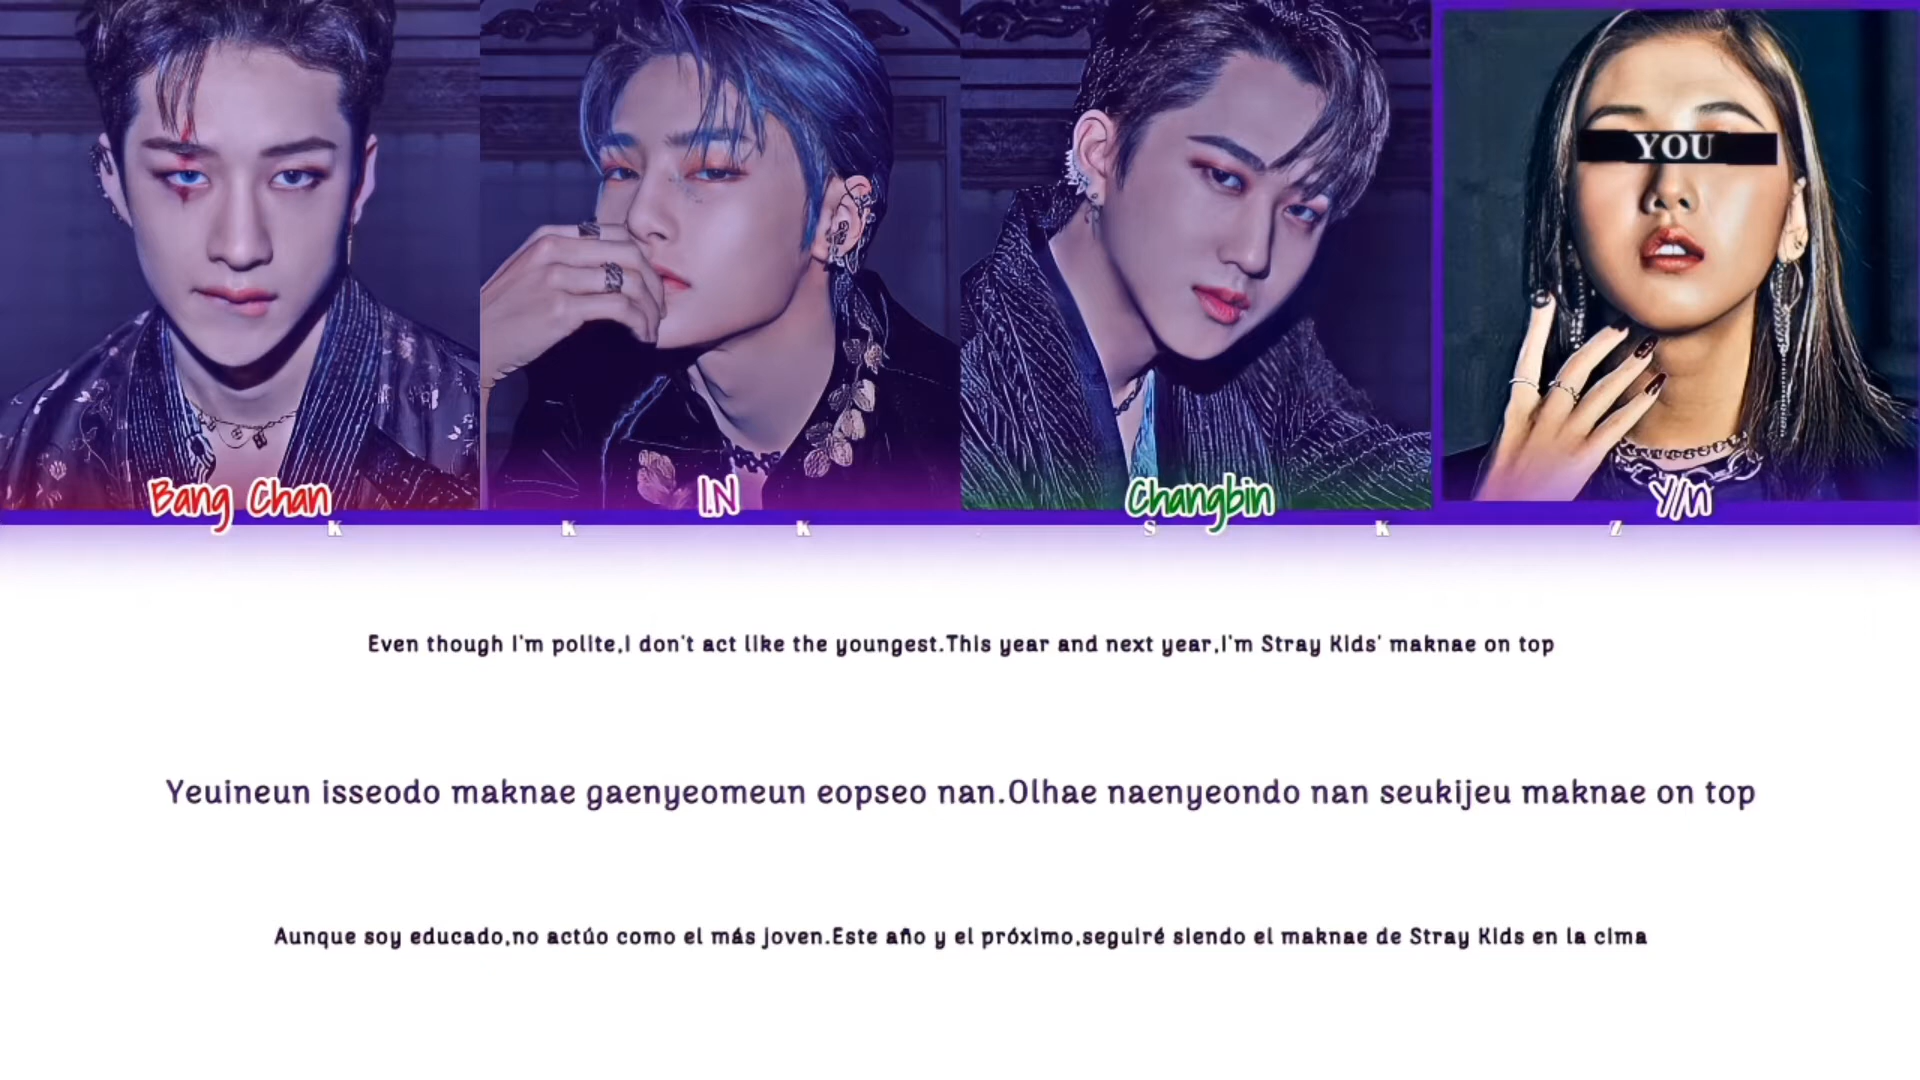 YOU
Bang Chan
I.N
Changbin
Y/n
K K K . S K Z
Even though I'm polite,I don't act like the youngest.This year and next year,I'm Stray Kids' maknae on top
Yeuineun isseodo maknae gaenyeomeun eopseo nan.Olhae naenyeondo nan seukijeu maknae on top
Aunque soy educado,no actúo como el más joven.Este año y el próximo,seguiré siendo el maknae de Stray Kids en la cima